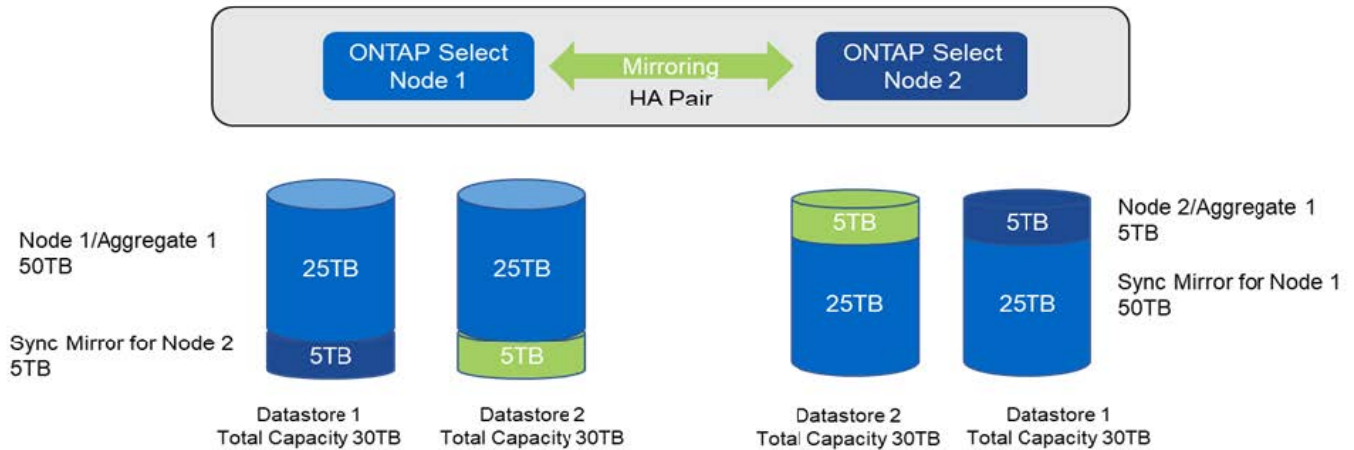 ONTAP Select
Node 1
Mirroring
HA Pair
ONTAP Select
Node 2
Node 1/Aggregate 1
50TB
Sync Mirror for Node 2
5TB
25TB
5TB
25TB
5TB
5TB
25TB
5TB
25TB
Node 2/Aggregate 1
5TB
Sync Mirror for Node 1
50TB
Datastore 1
Total Capacity 30TB
Datastore 2
Total Capacity 30TB
Datastore 2
Total Capacity 30TB
Datastore 1
Total Capacity 30TB